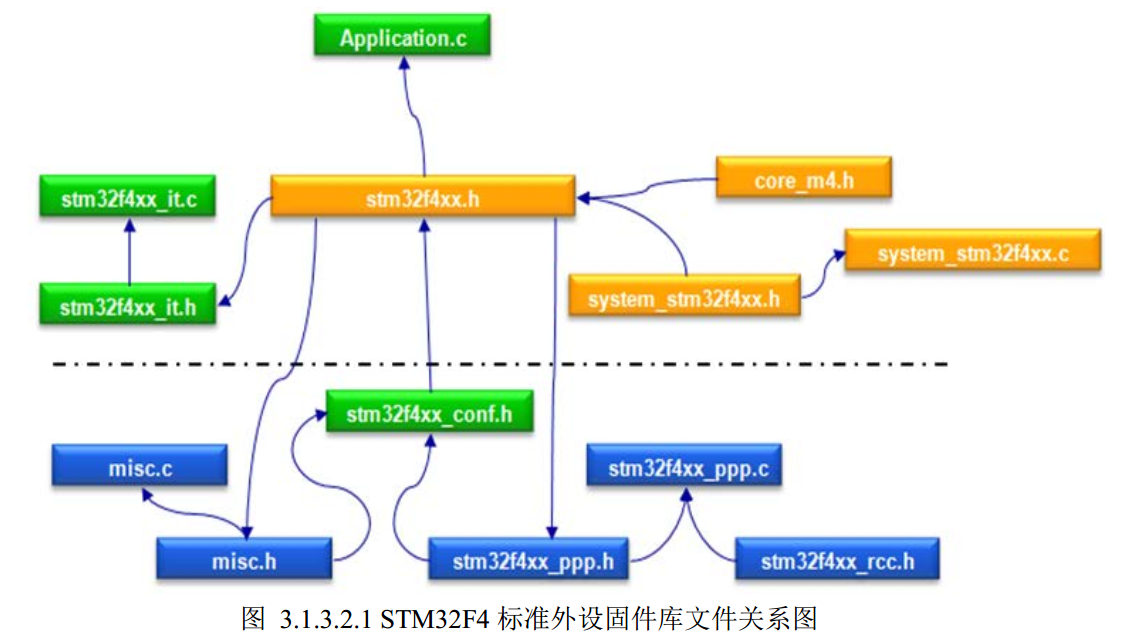 Application.c
core_m4.h
stm32f4xx_it.c
stm32f4xx.h
system_stm32f4xx.c
system_stm32f4xx.h
stm32f4xx_it.h
stm32f4xx_conf.h
misc.c
stm32f4xx_ppp.c
misc.h
stm32f4xx_ppp.h
stm32f4xx_rcc.h
图 3.1.3.2.1 STM32F4 标准外设固件库文件关系图